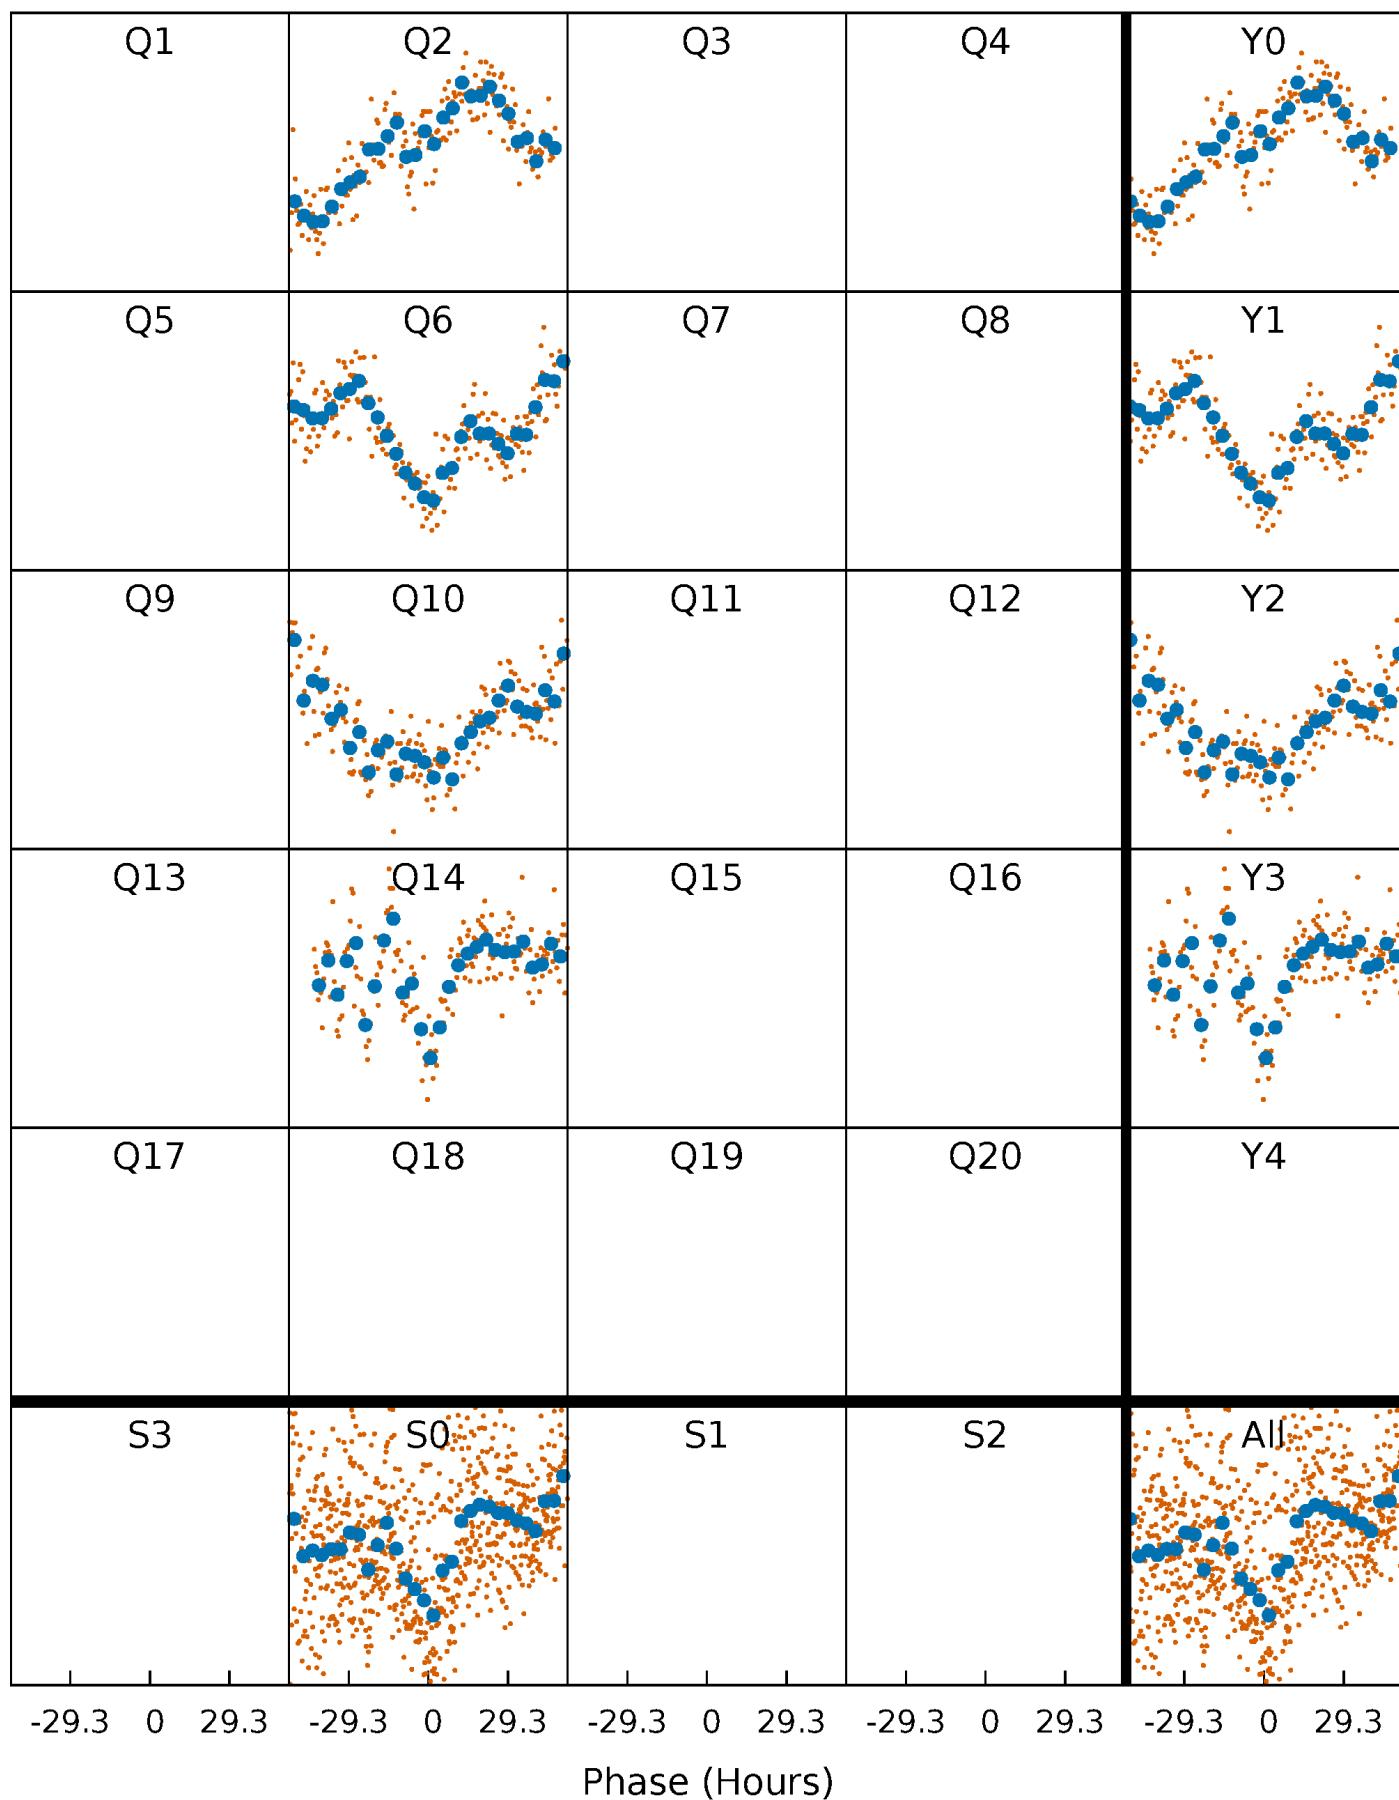 Q1 Q2 Q3 Q4 Y0
Q5 Q6 Q7 Q8 Y1
Q9 Q10 Q11 Q12 Y2
Q13 Q14 Q15 Q16 Y3
Q17 Q18 Q19 Q20 Y4
S3 S0 S1 S2 All
-29.3 0 29.3 -29.3 0 29.3 -29.3 0 29.3 -29.3 0 29.3 -29.3 0 29.3
Phase (Hours)